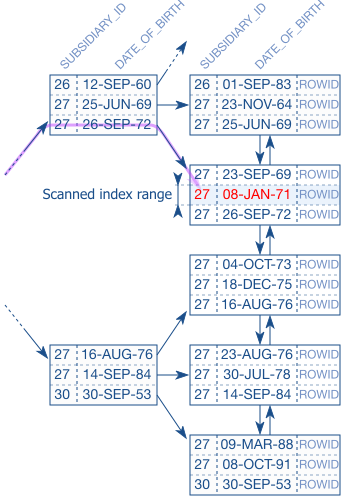 SUBSIDIARY_ID DATE_OF_BIRTH SUBSIDIARY_ID DATE_OF_BIRTH
26 12-SEP-60
27 25-JUN-69
27 26-SEP-72
26 01-SEP-83 ROWID
27 23-NOV-64 ROWID
27 25-JUN-69 ROWID
27 23-SEP-69 ROWID
Scanned index range 27 08-JAN-71 ROWID
27 26-SEP-72 ROWID
27 04-OCT-73 ROWID
27 18-DEC-75 ROWID
27 16-AUG-76 ROWID
27 16-AUG-76
27 14-SEP-84
30 30-SEP-53
27 23-AUG-76 ROWID
27 30-JUL-78 ROWID
27 14-SEP-84 ROWID
27 09-MAR-88 ROWID
27 08-OCT-91 ROWID
30 30-SEP-53 ROWID